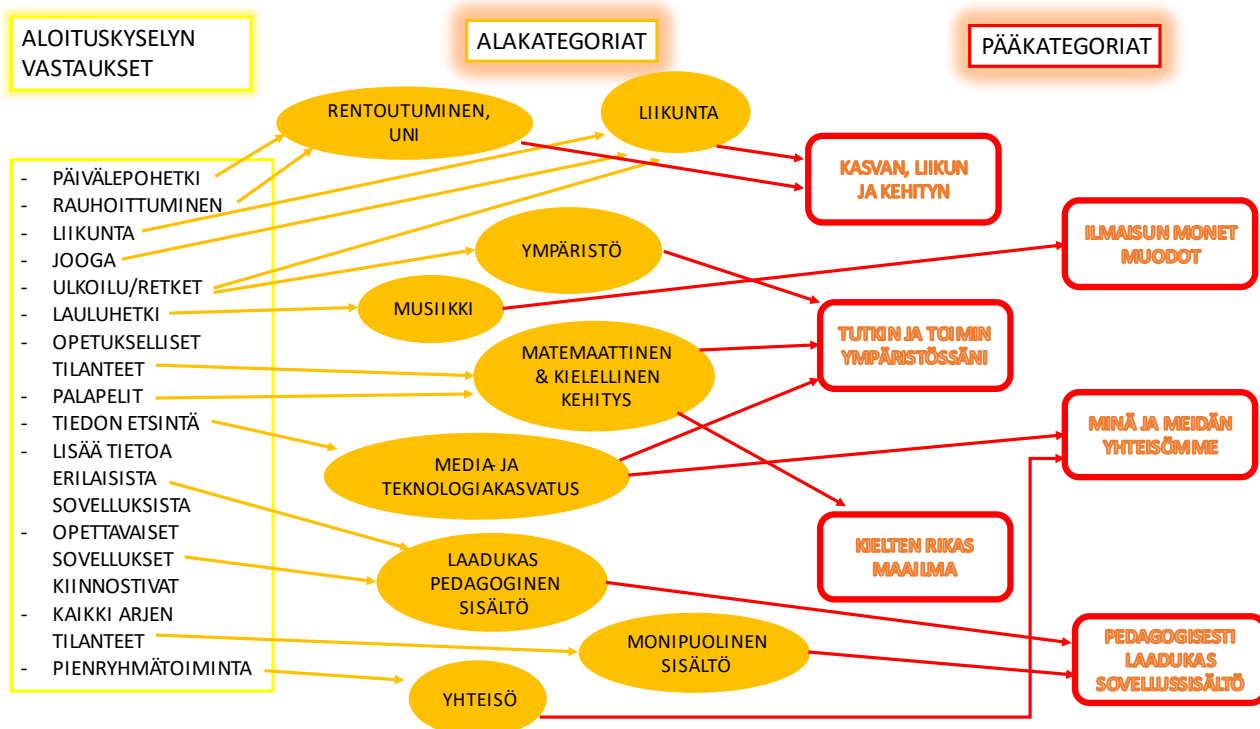 ALOITUSKYSELYN
VASTAUKSET
ALAKATEGORIAT
PÄÄKATEGORIAT
- PÄIVÄLEPOHETKI
- RAUHOITTUMINEN
- LIIKUNTA
- JOOGA
- ULKOILU/RETKET
- LAULUHETKI
- OPETUKSELLISET
TILANTEET
- PALAPELIT
- TIEDON ETSINTÄ
- LISÄÄ TIETOA
ERILAISISTA
SOVELLUKSISTA
- OPETTAVAISET
SOVELLUKSET
KIINNOSTIVAT
- KAIKKI ARJEN
TILANTEET
- PIENRYHMÄTOIMINTA
RENTOUTUMINEN,
UNI
LIIKUNTA
YMPÄRISTÖ
MUSIIKKI
MATEMAATTINEN
& KIELELLINEN
KEHITYS
MEDIA- JA
TEKNOLOGIAKASVATUS
LAADUKAS
PEDAGOGINEN
SISÄLTÖ
MONIPUOLINEN
SISÄLTÖ
YHTEISÖ
KASVAN, LIIKUN
JA KEHITYN
ILMAISUN MONET
MUODOT
TUTKIN JA TOIMIN
YMPÄRISTÖSSÄNI
MINÄ JA MEIDÄN
YHTEISÖMME
KIELTEN RIKAS
MAAILMA
PEDAGOGISESTI
LAADUKAS
SOVELLUSSISÄLTÖ